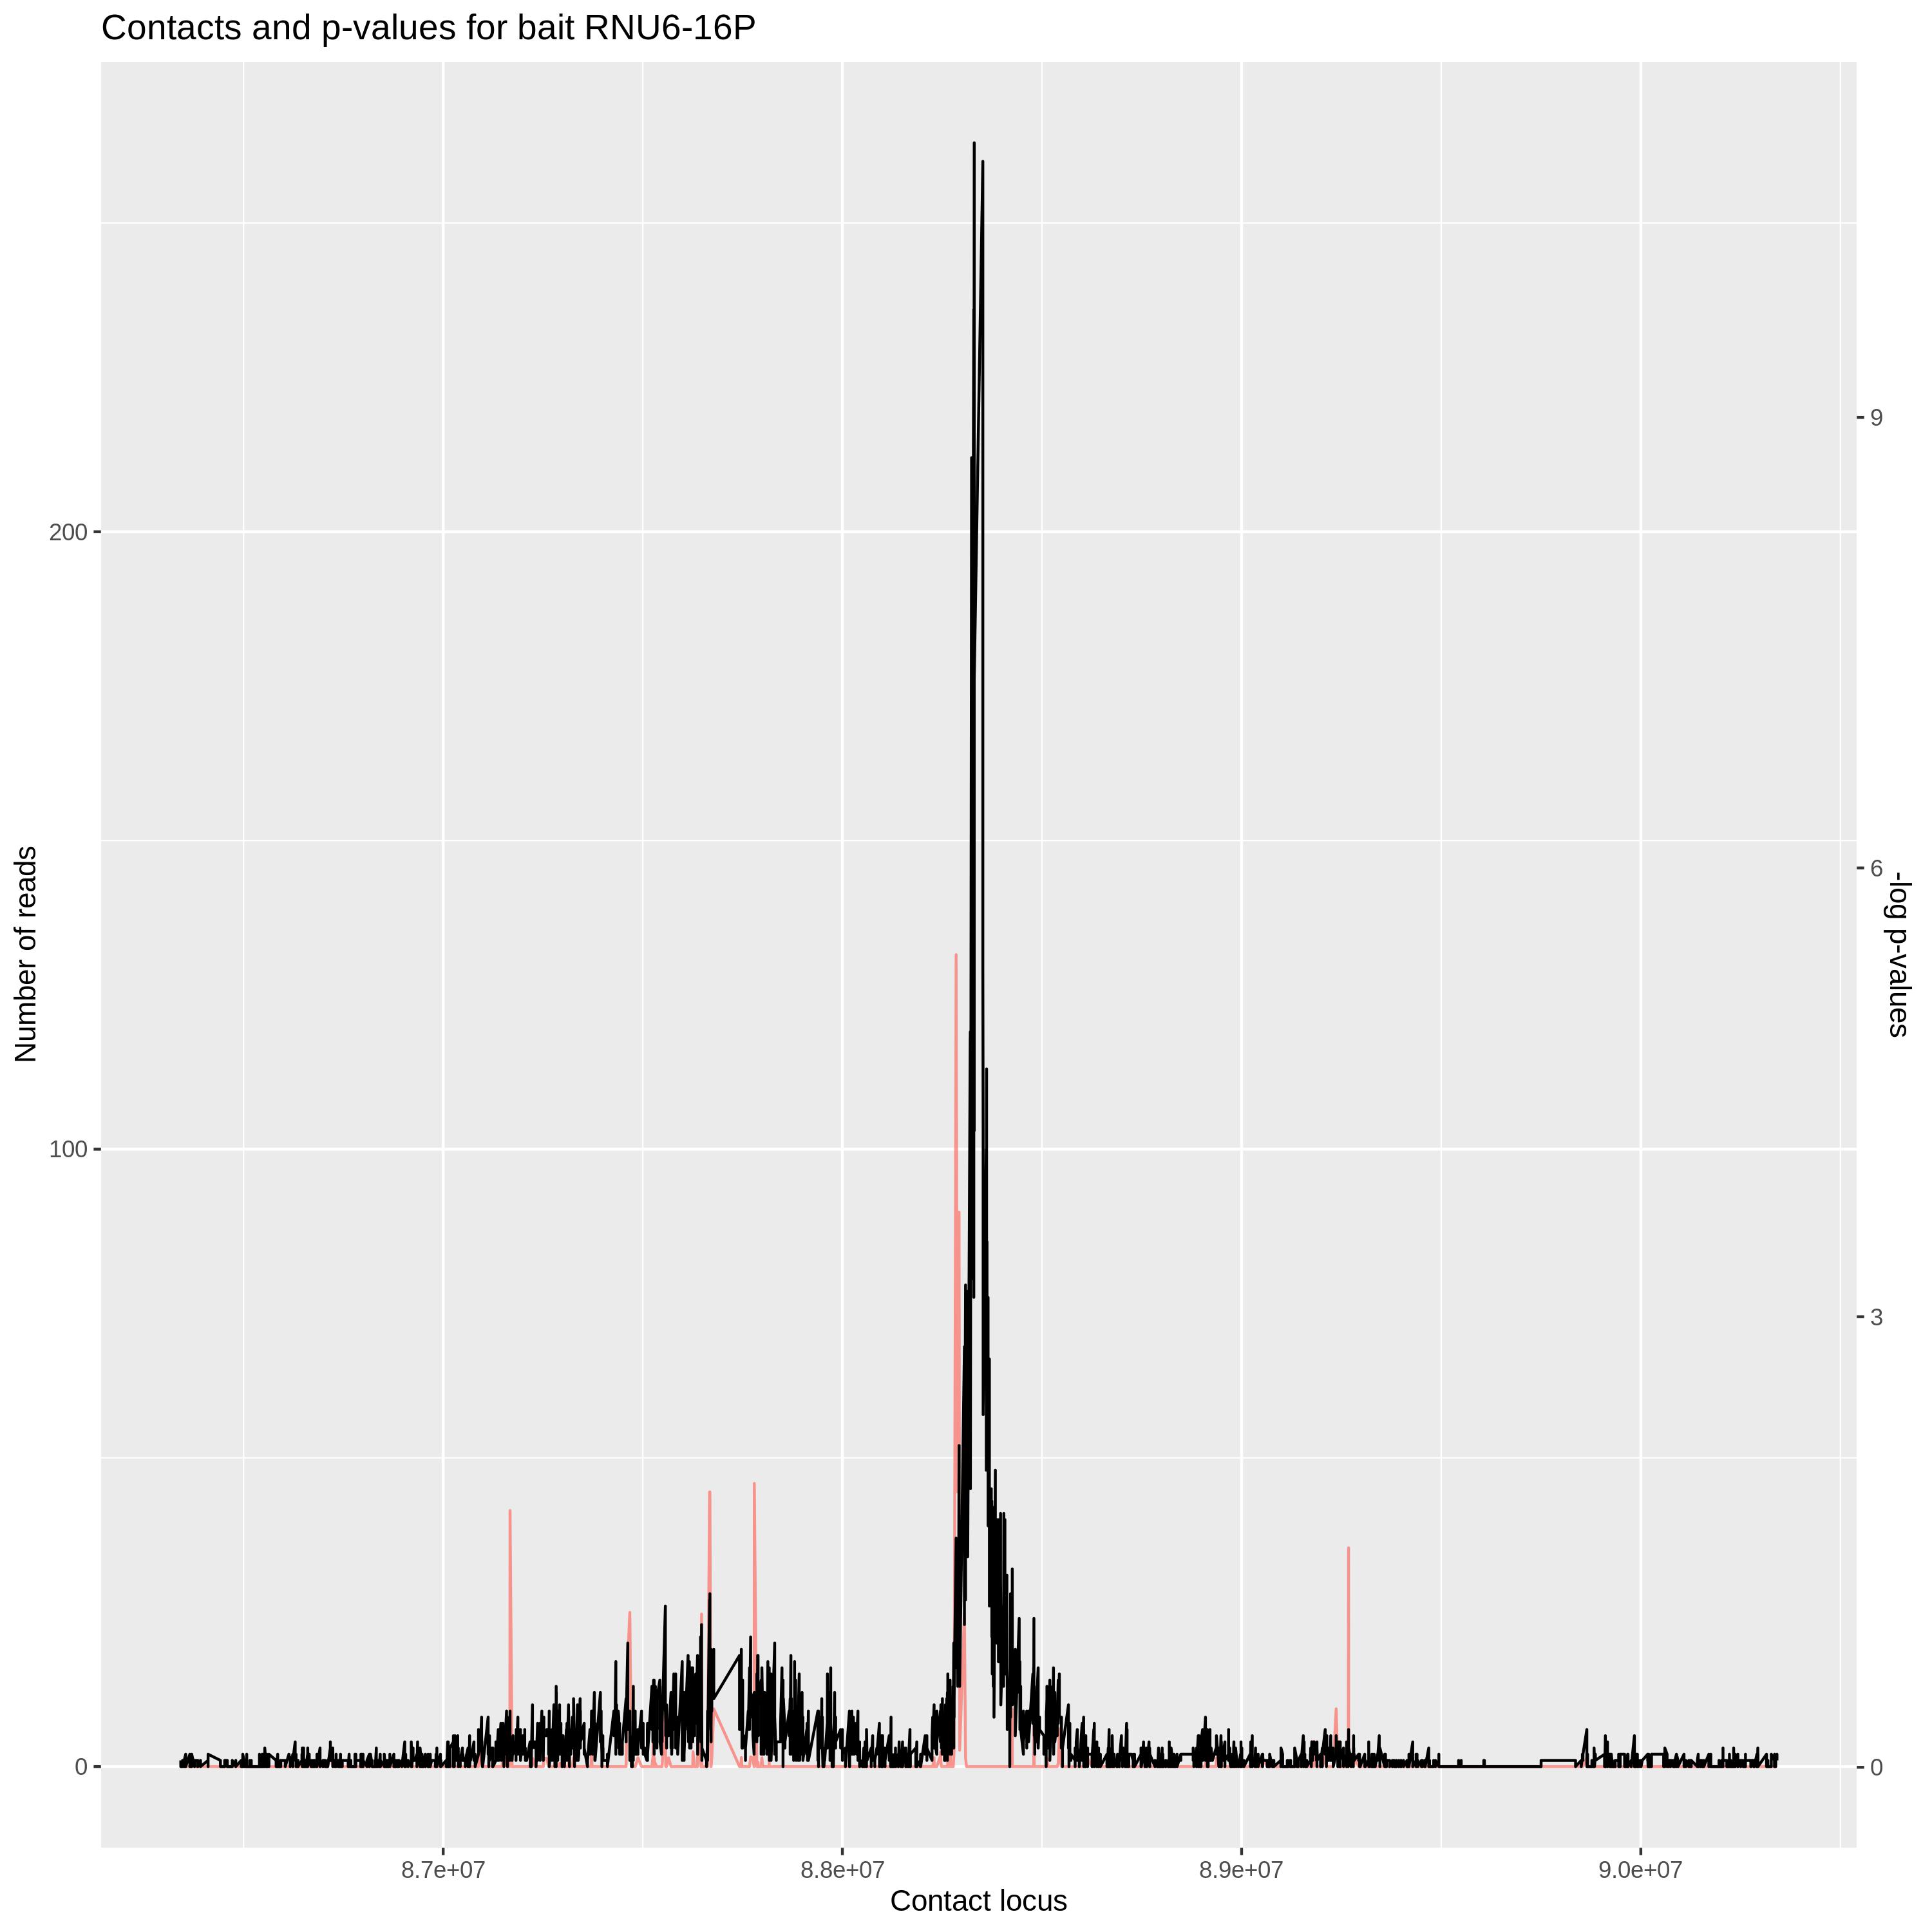 Contacts and p-values for bait RNU6-16P
Number of reads
200
100
0
9
6
3
0
-log p-values
8.7e+07
8.8e+07
8.9e+07
9.0e+07
Contact locus